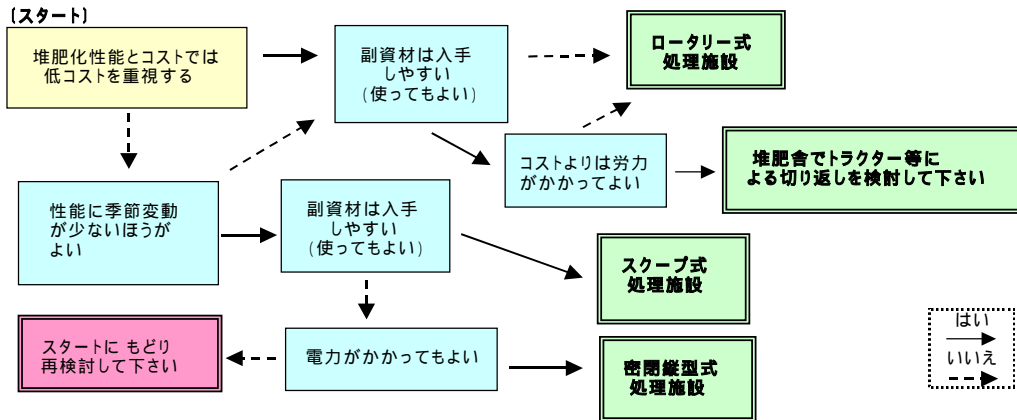 (スタート)
堆肥化性能とコストでは
低コストを重視する
副資材は入手
しやすい
(使ってもよい)
ロータリー式
処理施設
コストよりは労力
がかかってよい
堆肥舎でトラクター等に
よる切り返しを検討して下さい
性能に季節変動
が少ないほうが
よい
副資材は入手
しやすい
(使ってもよい)
スクープ式
処理施設
スタートに もどり
再検討して下さい
電力がかかってもよい
密閉縦型式
処理施設
はい
いいえ